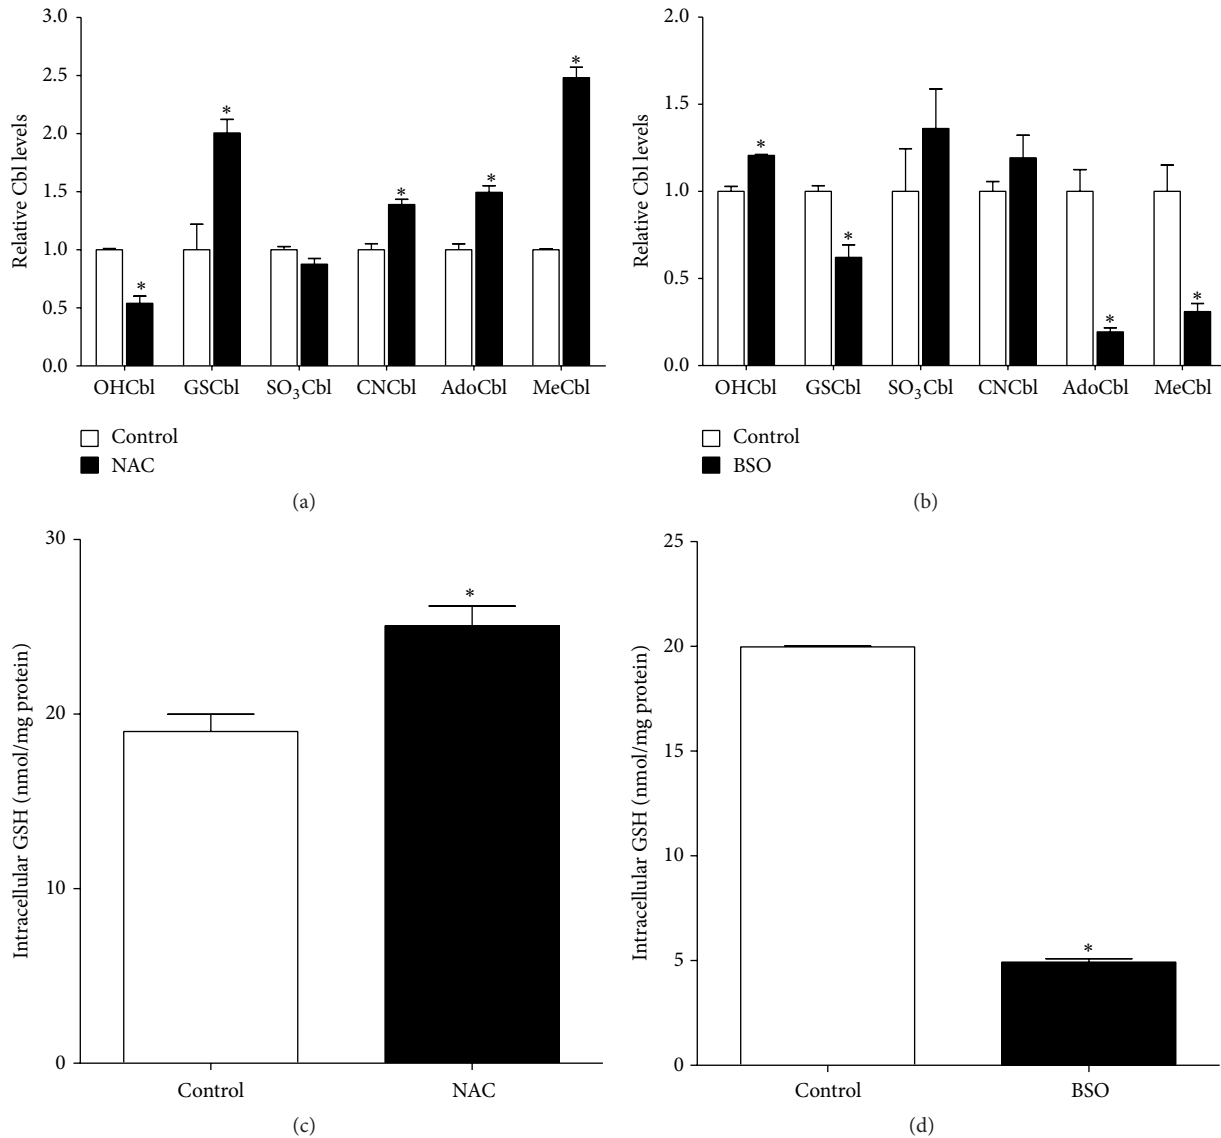 3.0
2.5
2.0
1.5
1.0
0.5
0.0
Relative Cbl levels
*
*
*
*
*
OHCbl GSCbl SO₃Cbl CNCbl AdoCbl MeCbl
Control
NAC
(a)
2.0
1.5
1.0
0.5
0.0
Relative Cbl levels
*
*
*
*
OHCbl GSCbl SO₃Cbl CNCbl AdoCbl MeCbl
Control
BSO
(b)
30
20
10
0
Intracellular GSH (nmol/mg protein)
*
Control NAC
(c)
25
20
15
10
5
0
Intracellular GSH (nmol/mg protein)
*
Control BSO
(d)